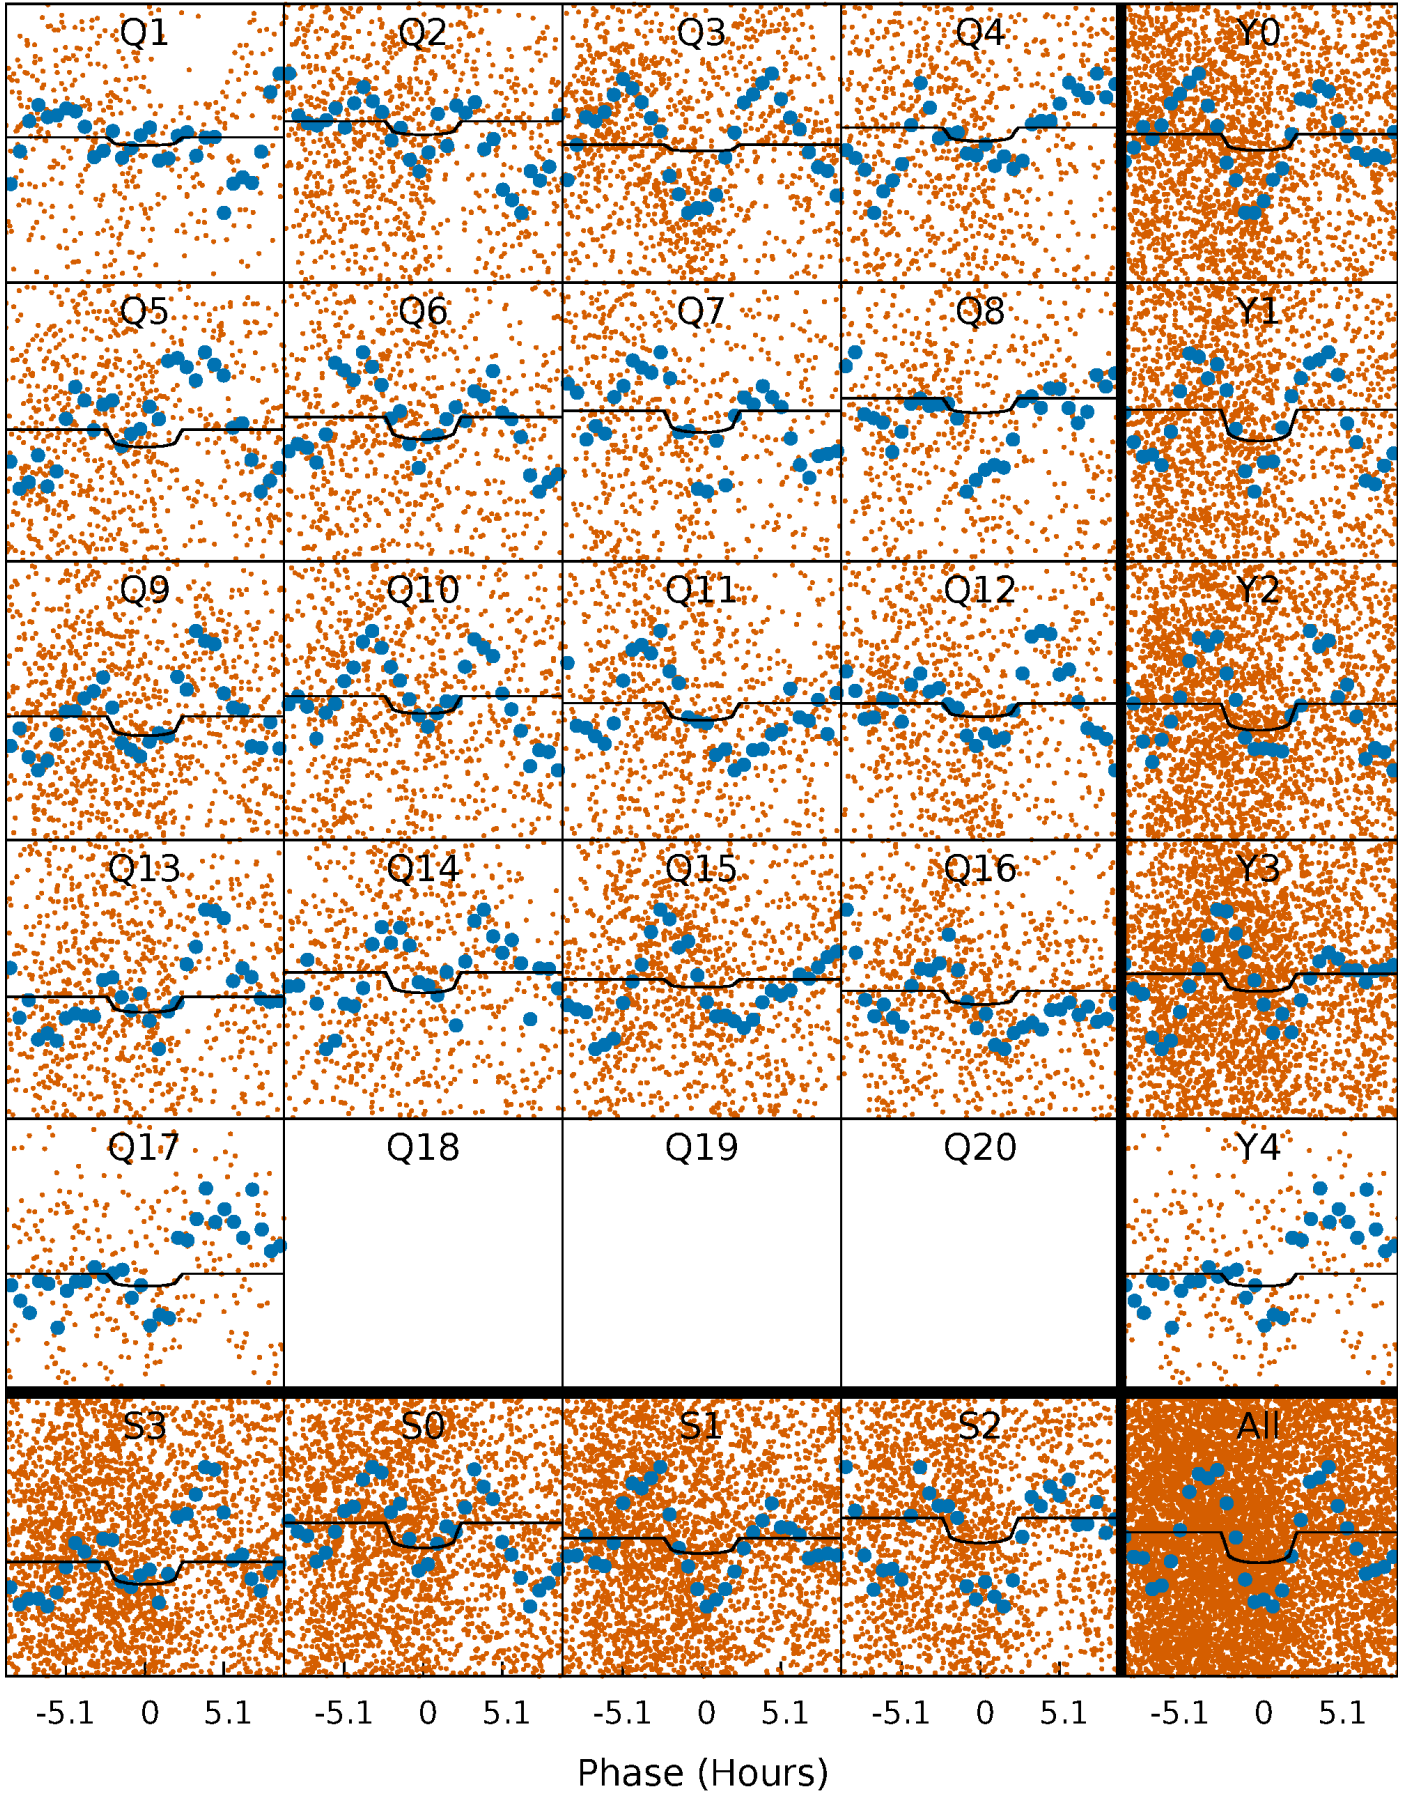 Q1 Q2 Q3 Q4 Y0
Q5 Q6 Q7 Q8 Y1
Q9 Q10 Q11 Q12 Y2
Q13 Q14 Q15 Q16 Y3
Q17 Q18 Q19 Q20 Y4
S3 S0 S1 S2 All
-5.1 0 5.1 -5.1 0 5.1 -5.1 0 5.1 -5.1 0 5.1 -5.1 0 5.1
Phase (Hours)